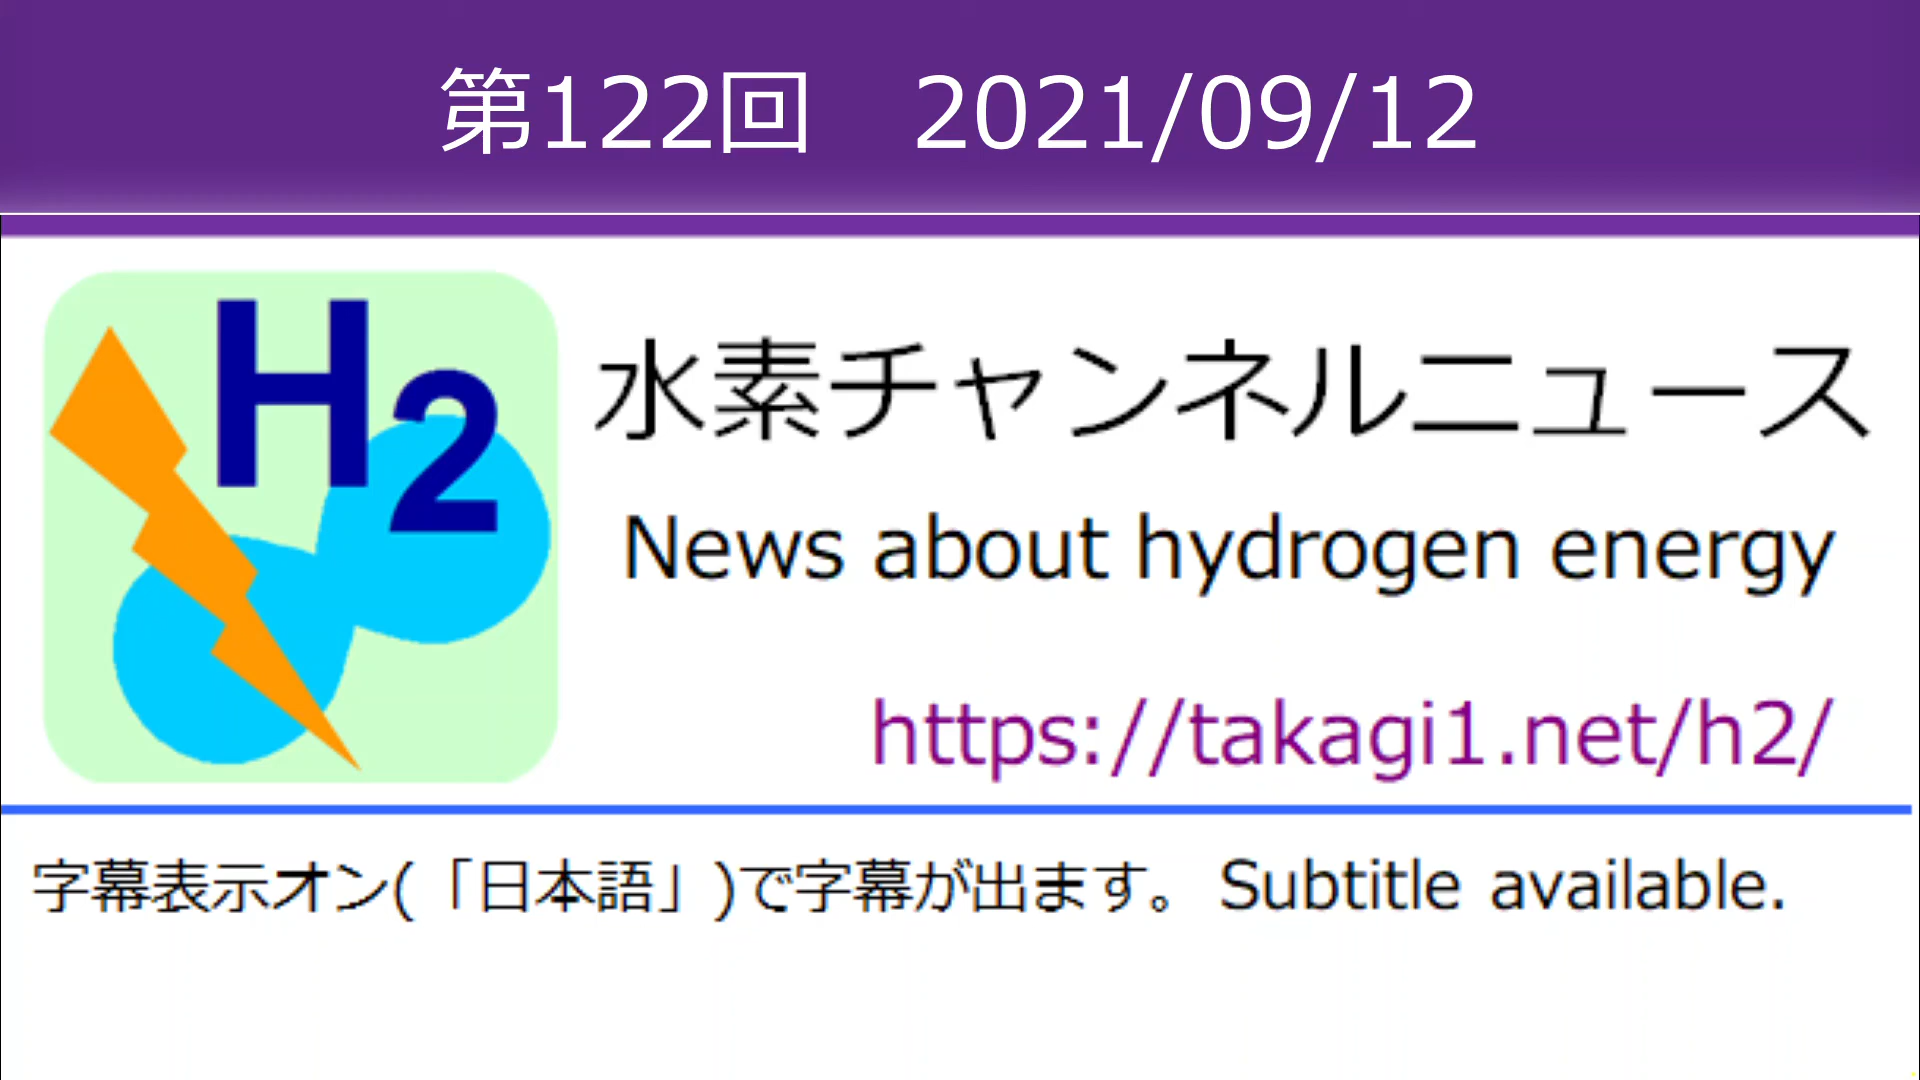 第122回　2021/09/12
H2
水素チャンネルニュース
News about hydrogen energy
https://takagi1.net/h2/
字幕表示オン(「日本語」)で字幕が出ます。 Subtitle available.